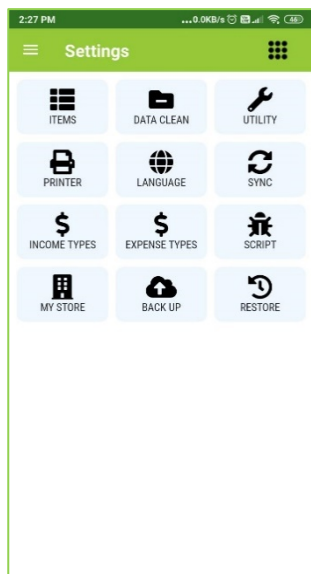 2:27 PM ...0.0KB/s 46
Settings
ITEMS DATA CLEAN UTILITY
PRINTER LANGUAGE SYNC
INCOME TYPES EXPENSE TYPES SCRIPT
MY STORE BACK UP RESTORE